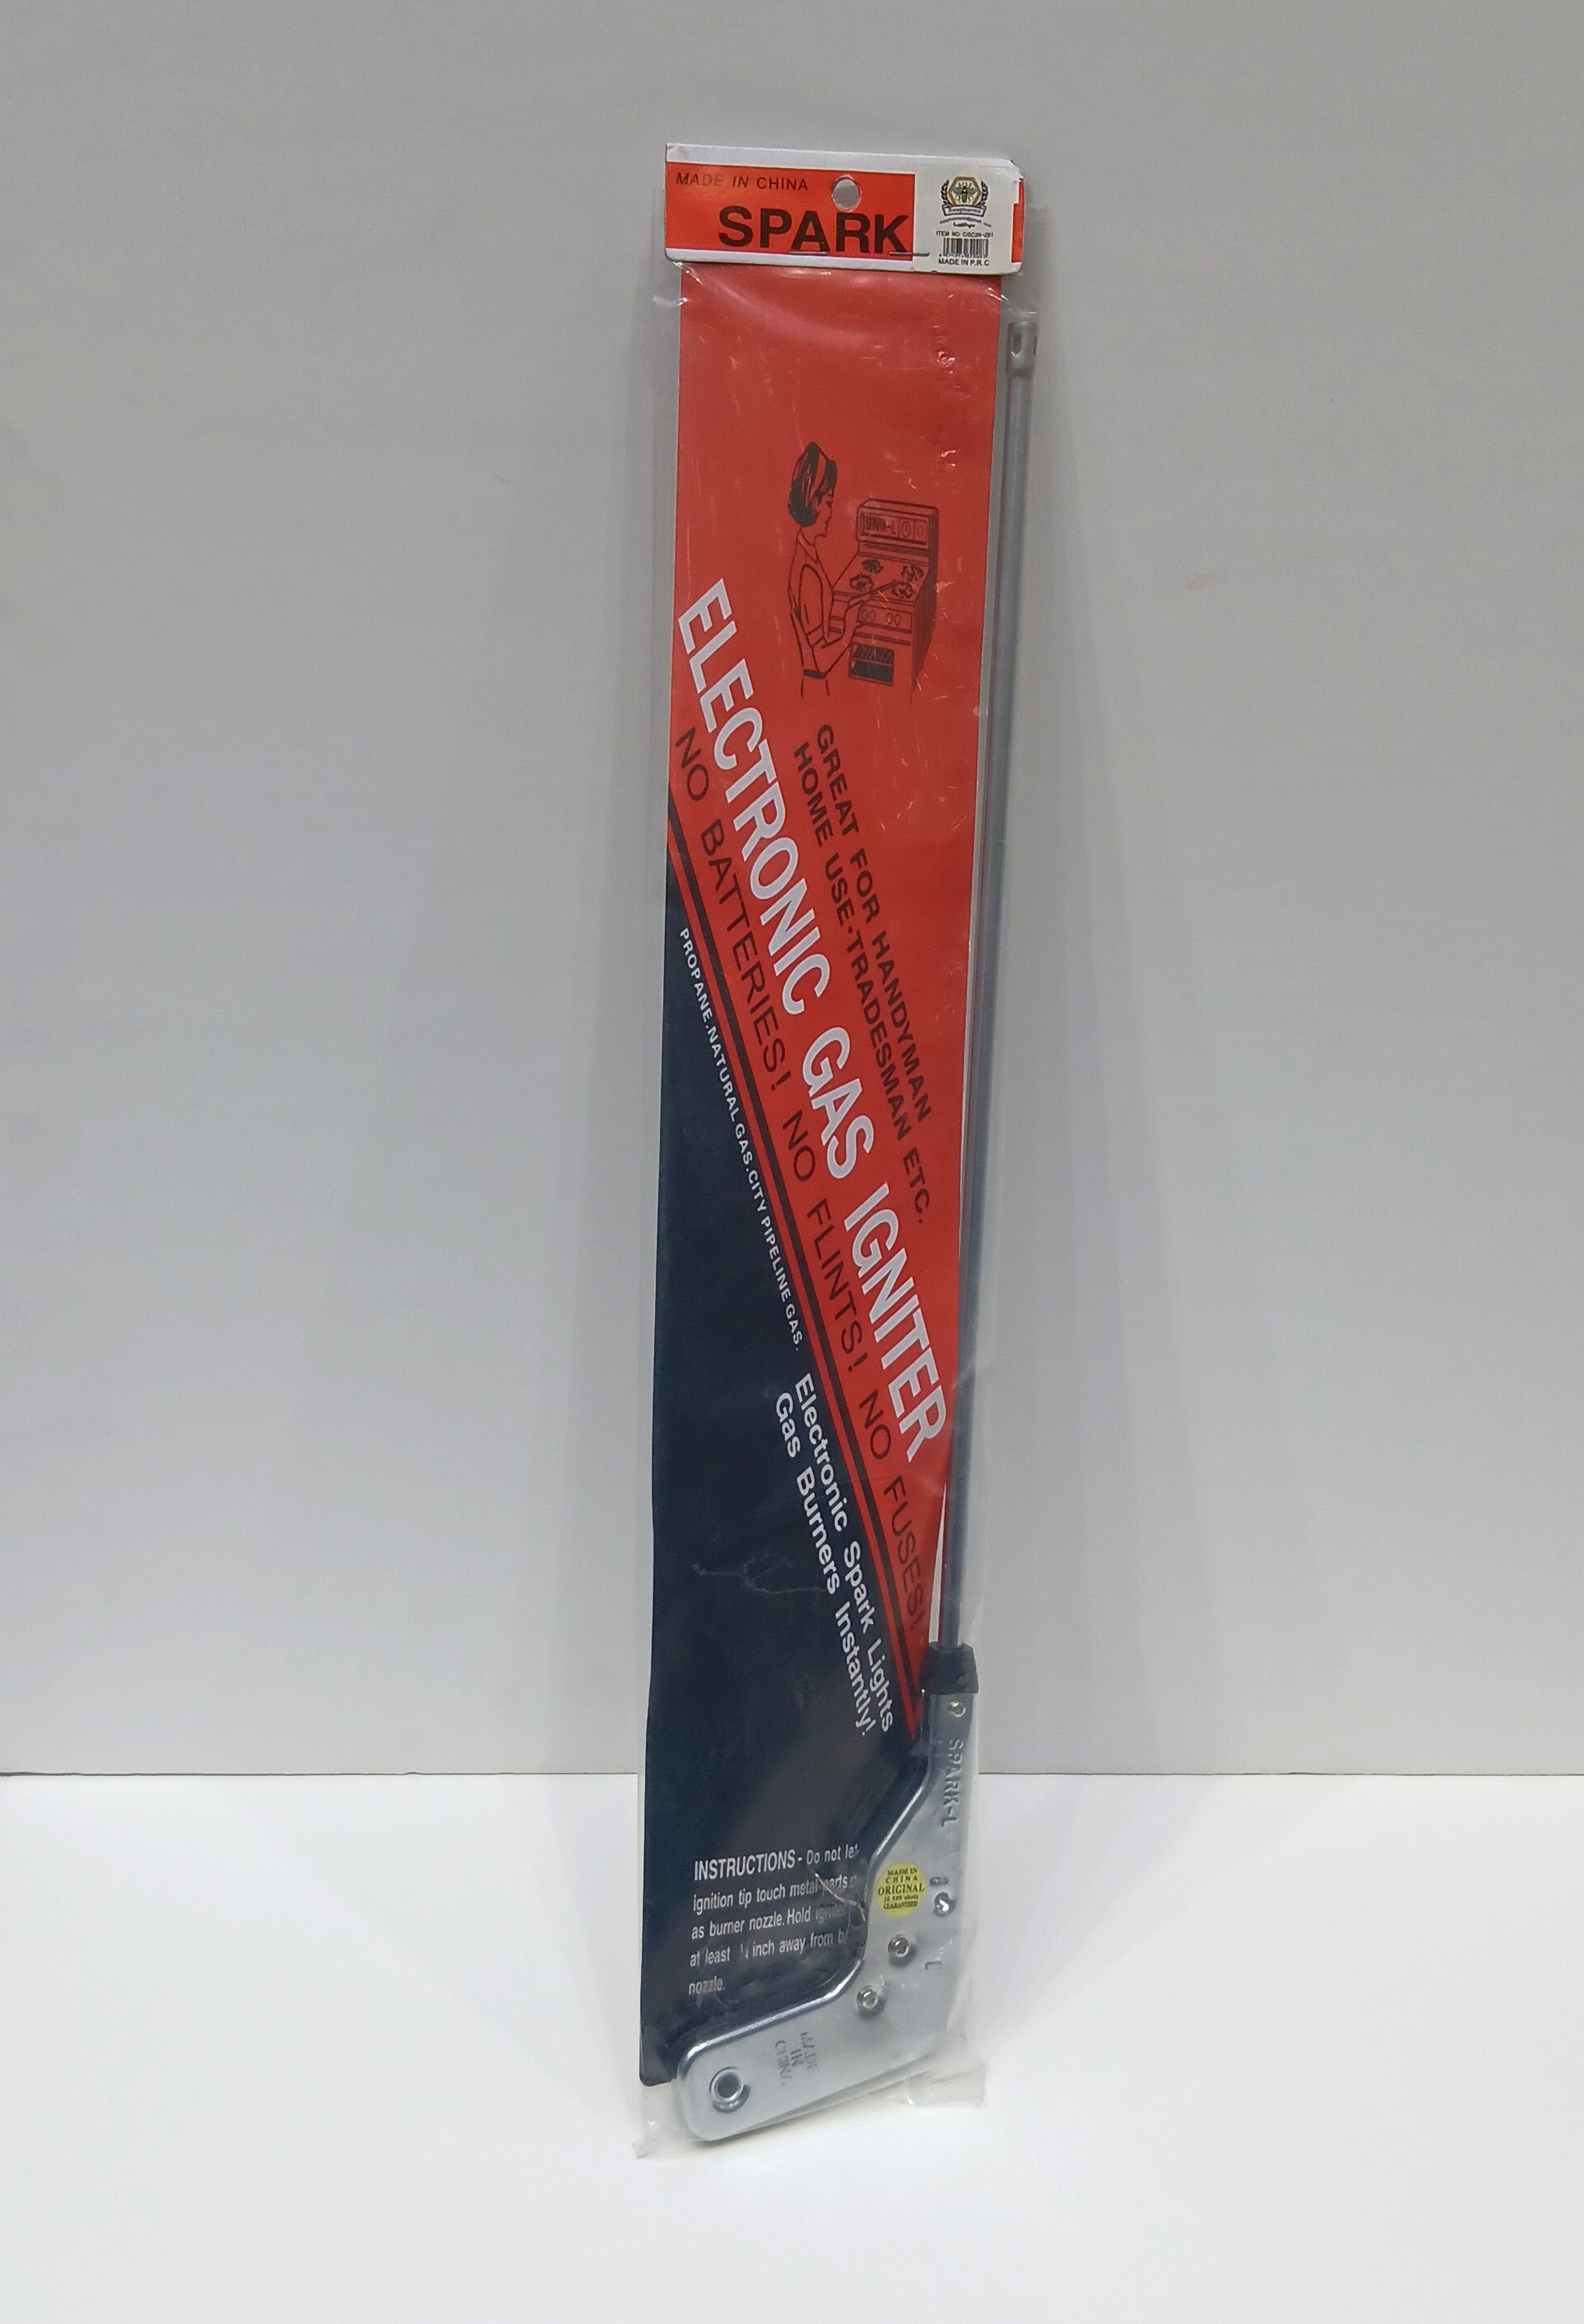 MADE IN CHINA
SPARK
MADE IN P.R.C
SPARK-L
GREAT FOR HANDYMAN
HOME USE·TRADESMAN ETC.
ELECTRONIC GAS IGNITER
NO BATTERIES! NO FLINTS! NO FUSES!
PROPANE.NATURAL GAS.CITY PIPELINE GAS.
Electronic Spark Lights
Gas Burners Instantly!
SPARK-L
INSTRUCTIONS - Do not let
ignition tip touch metal parts
as burner nozzle. Hold
at least ¼ inch away from
nozzle.
MADE IN
CHINA
ORIGINAL
GUARANTEED
MADE
IN
CHINA